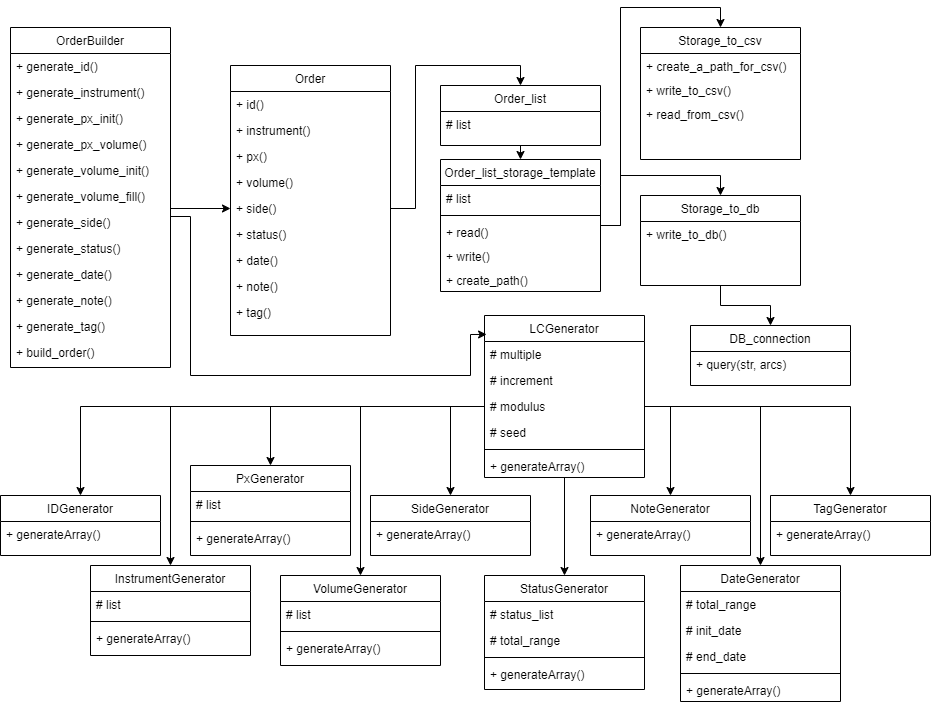 OrderBuilder
+ generate_id()
+ generate_instrument()
+ generate_px_init()
+ generate_px_volume()
+ generate_volume_init()
+ generate_volume_fill()
+ generate_side()
+ generate_status()
+ generate_date()
+ generate_note()
+ generate_tag()
+ build_order()
Order
+ id()
+ instrument()
+ px()
+ volume()
+ side()
+ status()
+ date()
+ note()
+ tag()
Order_list
# list
Order_list_storage_template
# list
+ read()
+ write()
+ create_path()
Storage_to_csv
+ create_a_path_for_csv()
+ write_to_csv()
+ read_from_csv()
Storage_to_db
+ write_to_db()
DB_connection
+ query(str, arcs)
LCGenerator
# multiple
# increment
# modulus
# seed
+ generateArray()
IDGenerator
+ generateArray()
InstrumentGenerator
# list
+ generateArray()
PxGenerator
# list
+ generateArray()
VolumeGenerator
# list
+ generateArray()
SideGenerator
+ generateArray()
StatusGenerator
# status_list
# total_range
+ generateArray()
NoteGenerator
+ generateArray()
DateGenerator
# total_range
# init_date
# end_date
+ generateArray()
TagGenerator
+ generateArray()